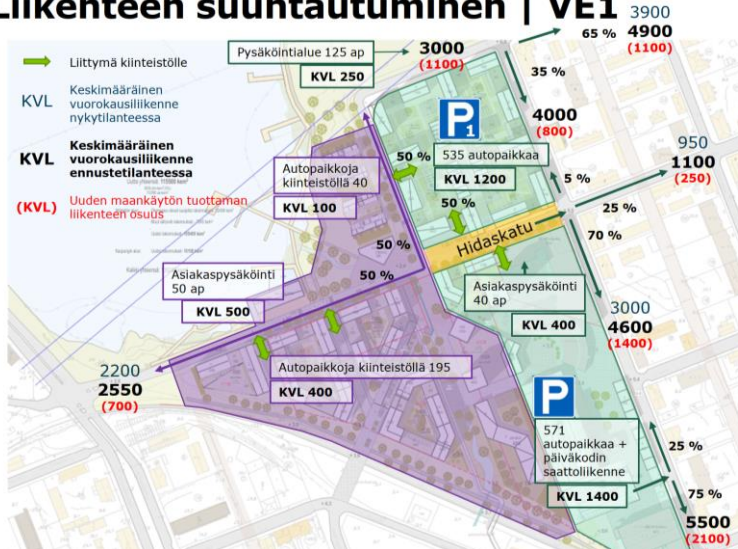 Liikenteen suuntautuminen | VE1
Liittymä kiinteistölle
KVL
Keskimääräinen
vuorokausiliikenne
nykytilanteessa
KVL
Keskimääräinen
vuorokausiliikenne
ennustetilanteessa
(KVL)
Uuden maankäytön tuottaman
liikenteen osuus
Pysäköintialue 125 ap
KVL 250
3000
(1100)
65 %
3900
4900
(1100)
35 %
4000
(800)
P1
535 autopaikkaa
KVL 1200
50 %
50 %
5 %
950
1100
(250)
25 %
70 %
Hidaskatu
Autopaikkoja
kiinteistöllä 40
KVL 100
50 %
50 %
Asiakaspysäköinti
50 ap
KVL 500
Asiakaspysäköinti
40 ap
KVL 400
3000
4600
(1400)
2200
2550
(700)
Autopaikkoja kiinteistöllä 195
KVL 400
P
571
autopaikkaa +
päiväkodin
saattoliikenne
KVL 1400
25 %
75 %
5500
(2100)